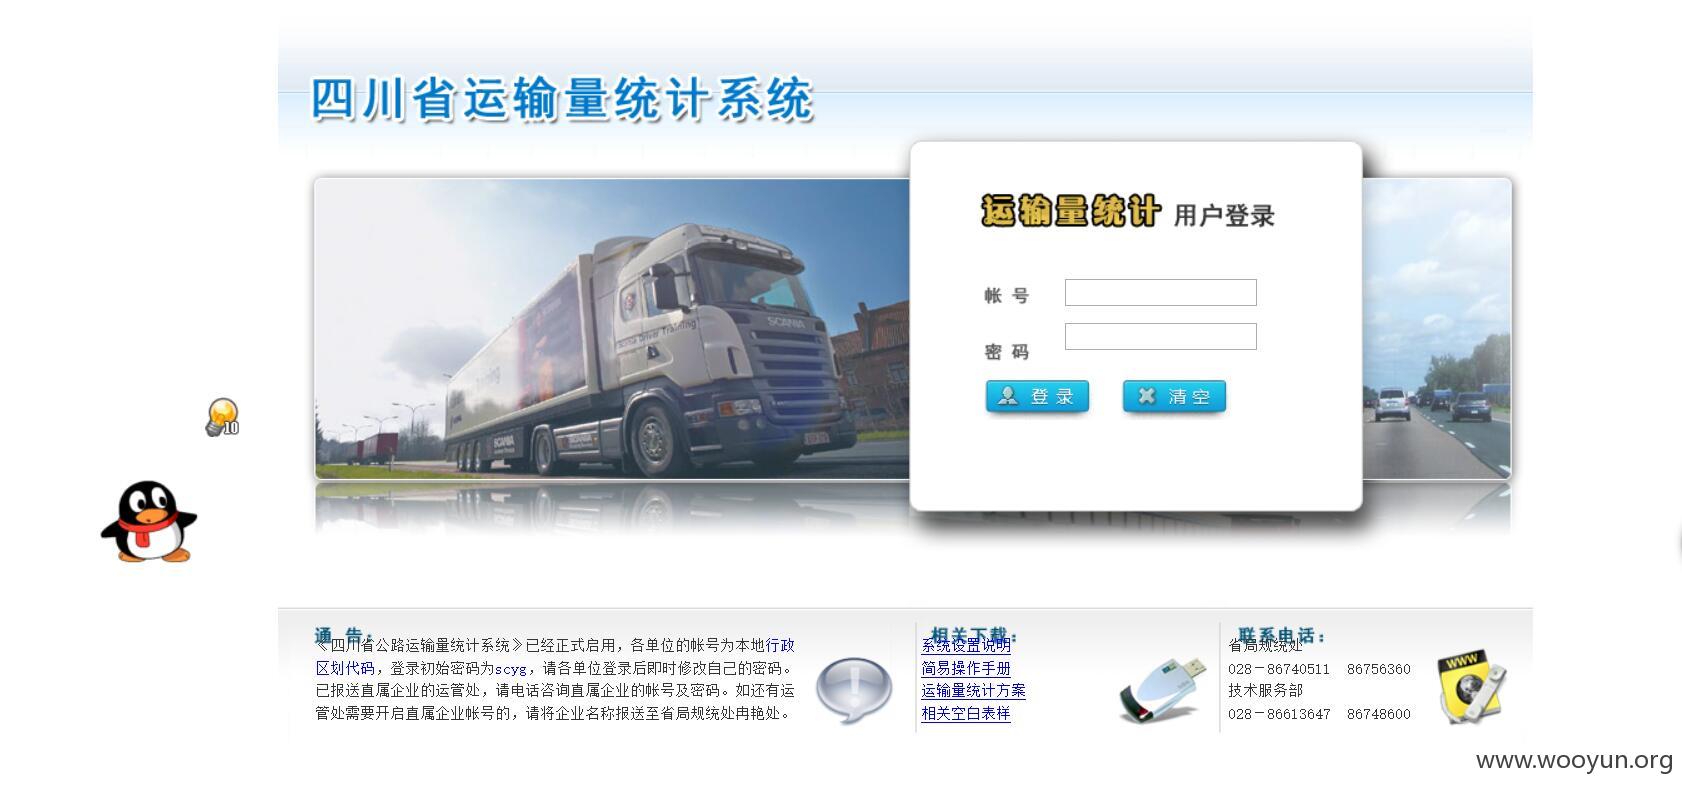 四川省运输量统计系统
运输量统计 用户登录
帐 号
密 码
登 录
清 空
SCANIA
Scania Driver Training
SCANIA
10
通 告:
《四川省公路运输量统计系统》已经正式启用，各单位的帐号为本地行政
区划代码，登录初始密码为scyg，请各单位登录后即时修改自己的密码。
已报送直属企业的运管处，请电话咨询直属企业的帐号及密码。如还有运
管处需要开启直属企业帐号的，请将企业名称报送至省局规统处冉艳处。
相关下载:
系统设置说明
简易操作手册
运输量统计方案
相关空白表样
联系电话:
省局规统处
028－86740511 86756360
技术服务部
028－86613647 86748600
WWW
www.wooyun.org